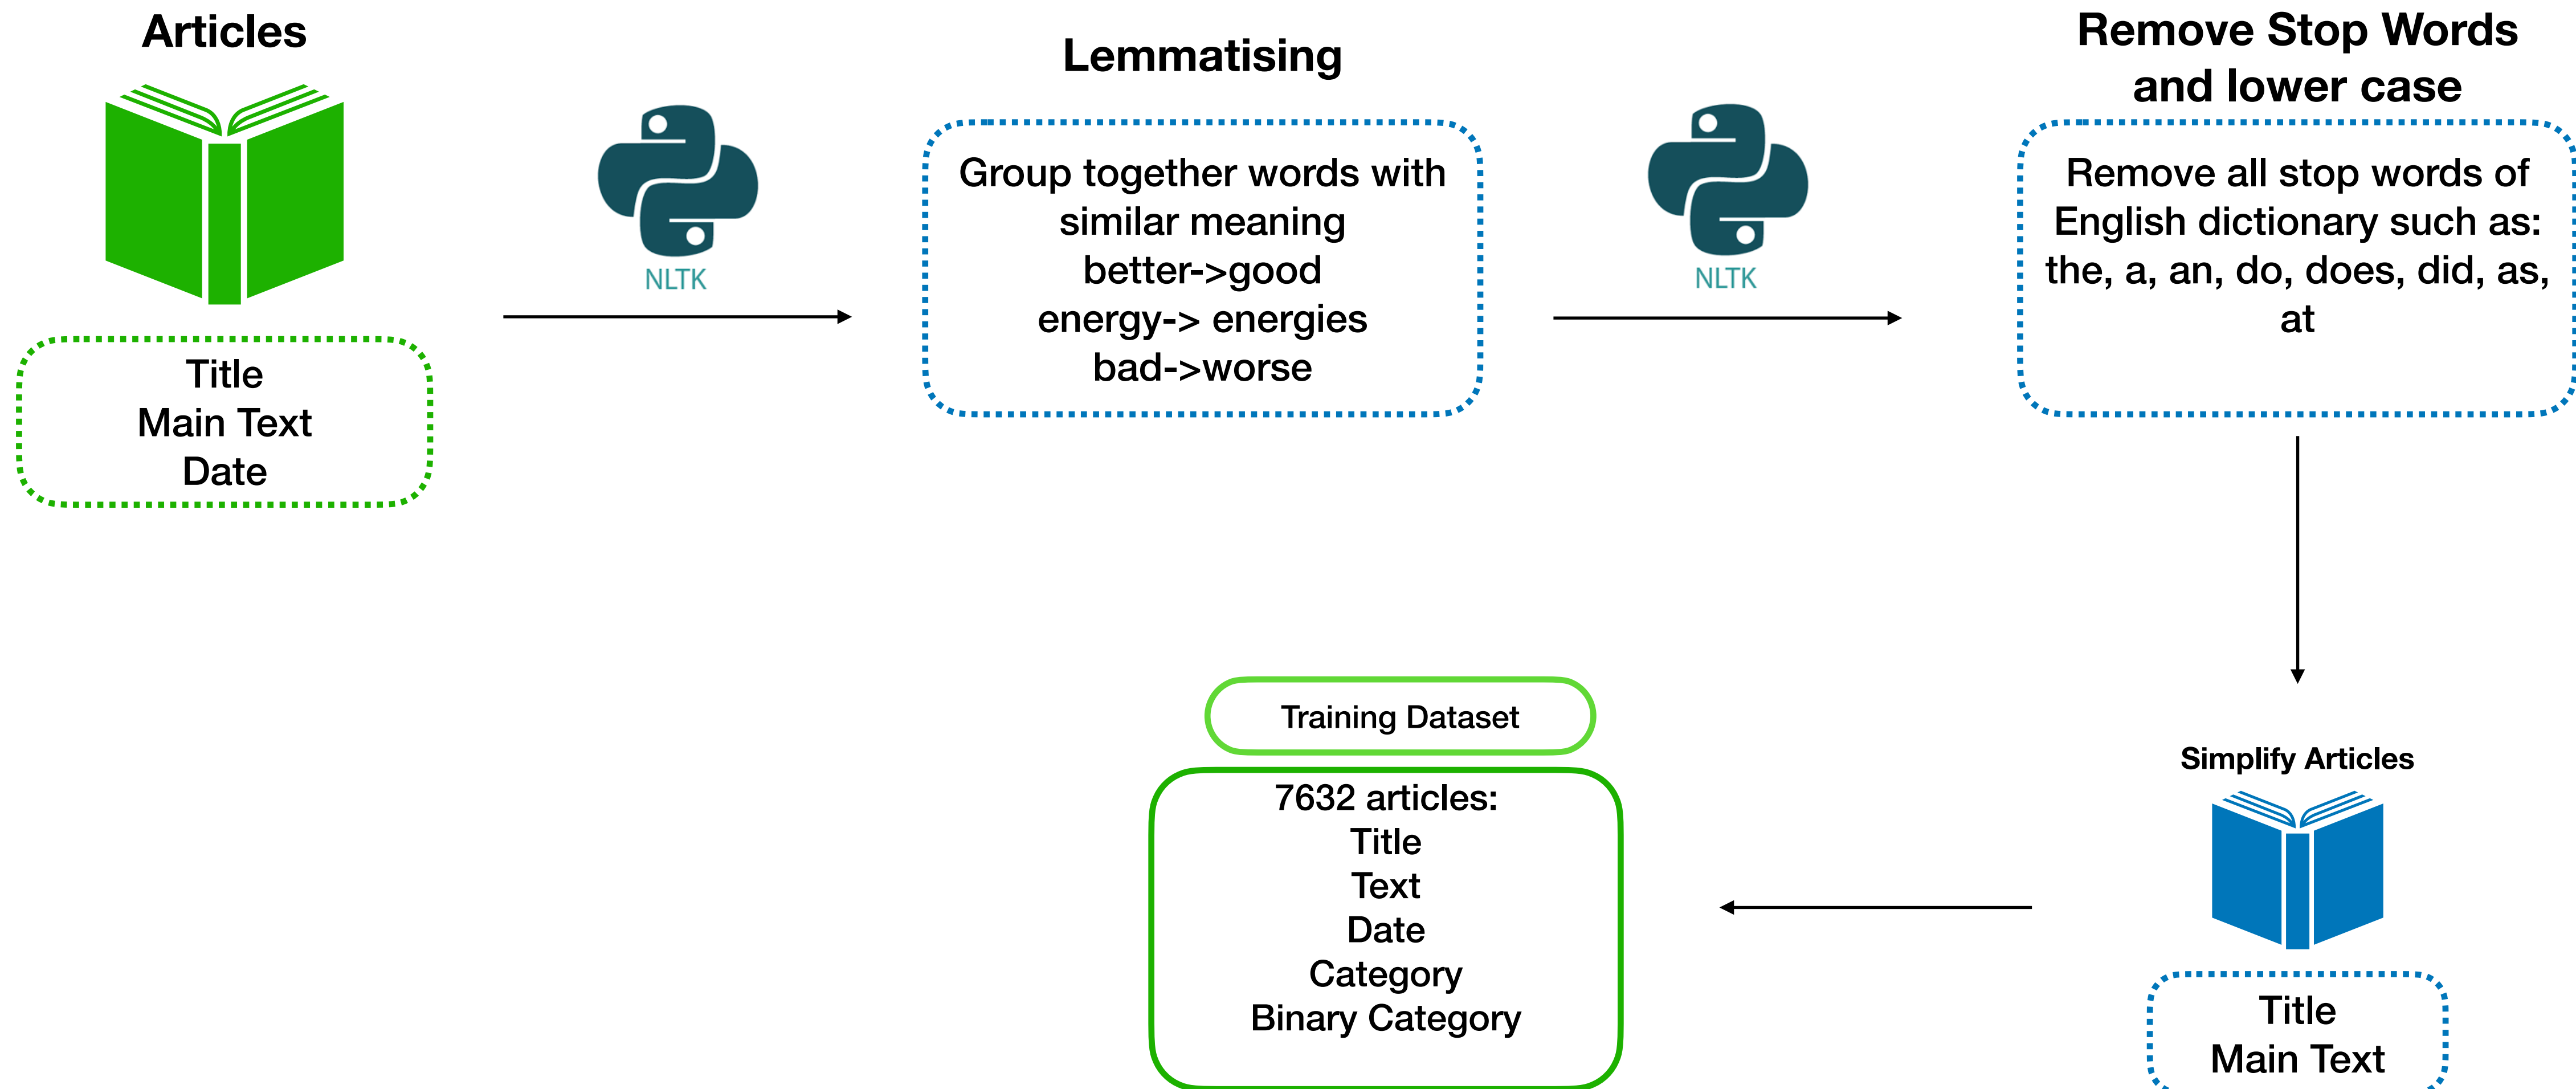 Articles
Title
Main Text
Date
NLTK
Lemmatising
Group together words with
similar meaning
better->good
energy-> energies
bad->worse
NLTK
Remove Stop Words
and lower case
Remove all stop words of
English dictionary such as:
the, a, an, do, does, did, as,
at
Simplify Articles
Title
Main Text
Training Dataset
7632 articles:
Title
Text
Date
Category
Binary Category